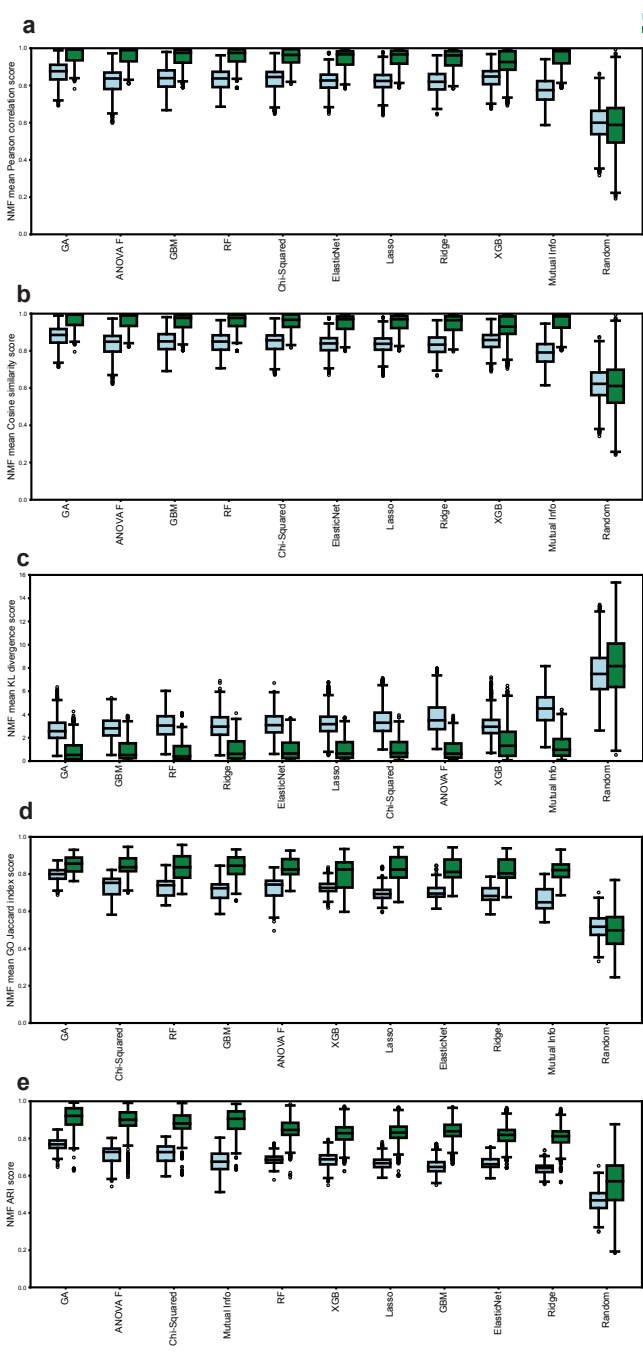 a
NMF mean Pearson correlation score
1.0
0.8
0.6
0.4
0.2
0.0
GA
ANOVA F
GBM
RF
Chi-Squared
ElasticNet
Lasso
Ridge
XGB
Mutual Info
Random
b
NMF mean Cosine similarity score
1.0
0.8
0.6
0.4
0.2
0.0
GA
ANOVA F
GBM
RF
Chi-Squared
ElasticNet
Lasso
Ridge
XGB
Mutual Info
Random
c
NMF mean KL divergence score
16
14
12
10
8
6
4
2
0
GA
GBM
RF
Ridge
ElasticNet
Lasso
Chi-Squared
ANOVA F
XGB
Mutual Info
Random
d
NMF mean GO Jaccard index score
1.0
0.8
0.6
0.4
0.2
0.0
GA
Chi-Squared
RF
GBM
ANOVA F
XGB
Lasso
ElasticNet
Ridge
Mutual Info
Random
e
NMF ARI score
1.0
0.8
0.6
0.4
0.2
0.0
GA
ANOVA F
Chi-Squared
Mutual Info
RF
XGB
Lasso
GBM
ElasticNet
Ridge
Random